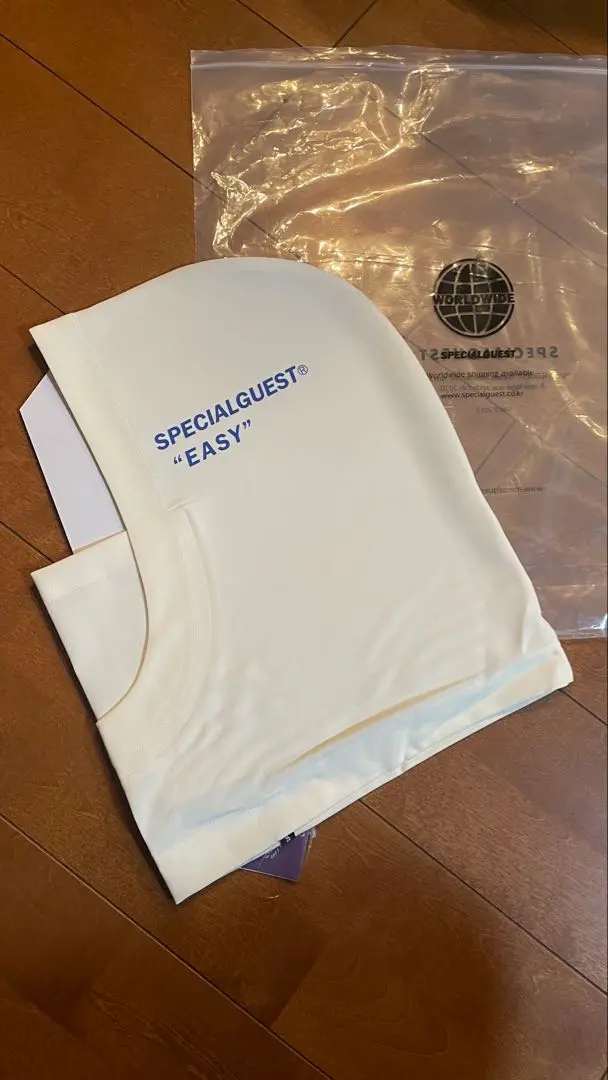 SPECIALGUEST®
“EASY”
WORLDWIDE
SPECIALGUEST
Worldwide shipping available
www.specialguest.co.kr